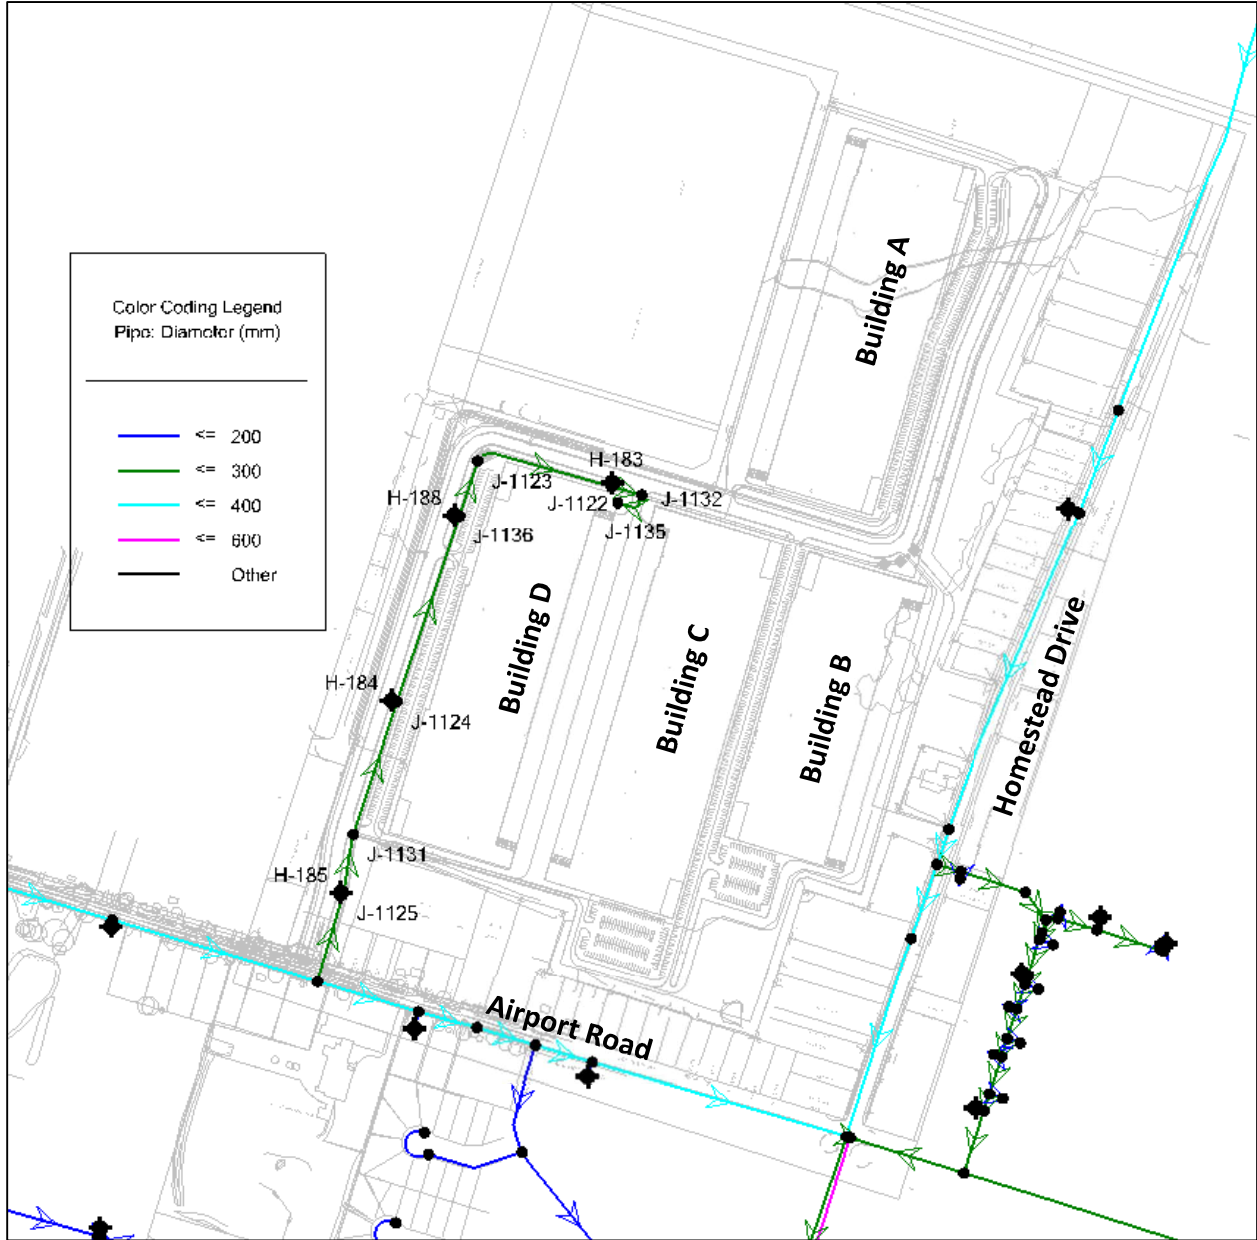 Building A
Color Coding Legend
Pipe: Diameter (mm)
<= 200
<= 300
<= 400
<= 600
Other
H-183
J-1123
H-188
J-1122
J-1132
J-1136
J-1135
Building D
Building C
Building B
Homestead Drive
H-184
J-1124
J-1131
H-185
J-1125
Airport Road